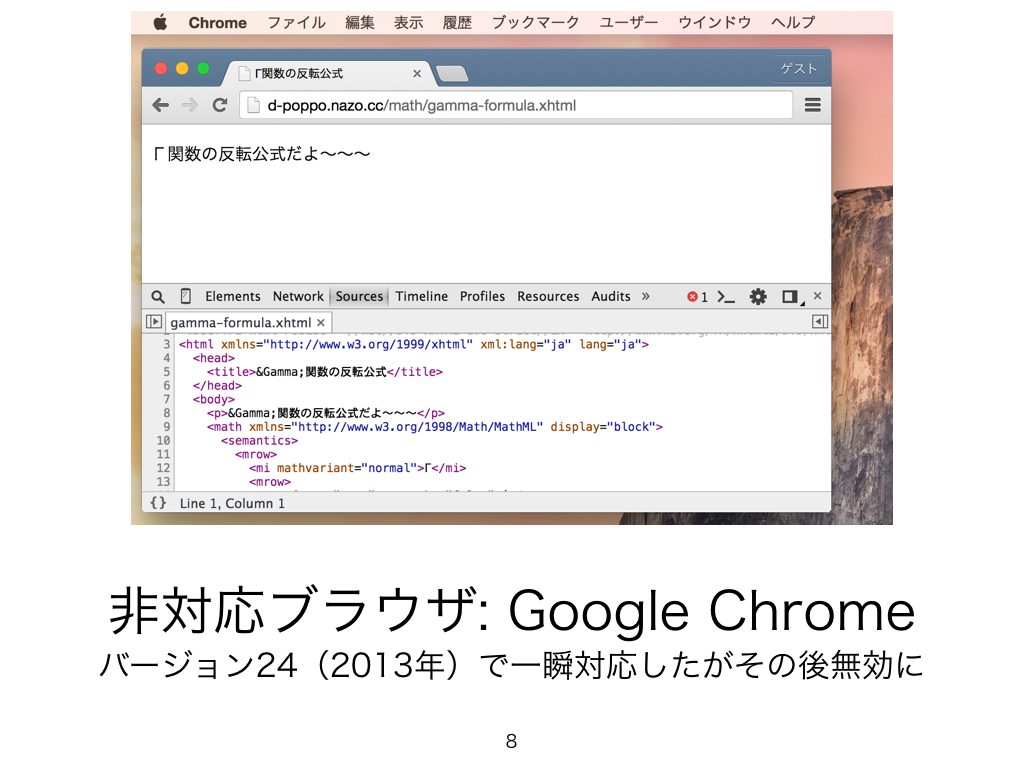 Chrome ファイル 編集 表示 履歴 ブックマーク ユーザー ウインドウ ヘルプ
Γ関数の反転公式 ×
ゲスト
d-poppo.nazo.cc/math/gamma-formula.xhtml
Γ関数の反転公式だよ〜〜〜
Elements Network Sources Timeline Profiles Resources Audits » 1
gamma-formula.xhtml ×
3 <html xmlns="http://www.w3.org/1999/xhtml" xml:lang="ja" lang="ja">
4 <head>
5 <title>&Gamma;関数の反転公式</title>
6 </head>
7 <body>
8 <p>&Gamma;関数の反転公式だよ〜〜〜</p>
9 <math xmlns="http://www.w3.org/1998/Math/MathML" display="block">
10 <semantics>
11 <mrow>
12 <mi mathvariant="normal">Γ</mi>
13 <mrow>
{} Line 1, Column 1
非対応ブラウザ: Google Chrome
バージョン24（2013年）で一瞬対応したがその後無効に
8